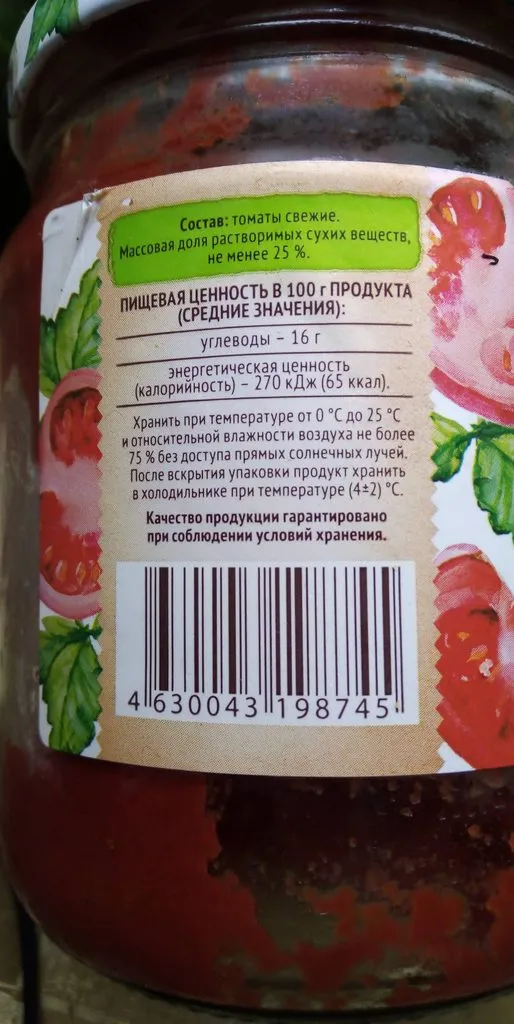 Состав: томаты свежие.
Массовая доля растворимых сухих веществ,
не менее 25 %.
ПИЩЕВАЯ ЦЕННОСТЬ В 100 г ПРОДУКТА
(СРЕДНИЕ ЗНАЧЕНИЯ):
углеводы – 16 г
энергетическая ценность
(калорийность) – 270 кДж (65 ккал).
Хранить при температуре от 0 °С до 25 °С
и относительной влажности воздуха не более
75 % без доступа прямых солнечных лучей.
После вскрытия упаковки продукт хранить
в холодильнике при температуре (4±2) °С.
Качество продукции гарантировано
при соблюдении условий хранения.
4 630043 198745